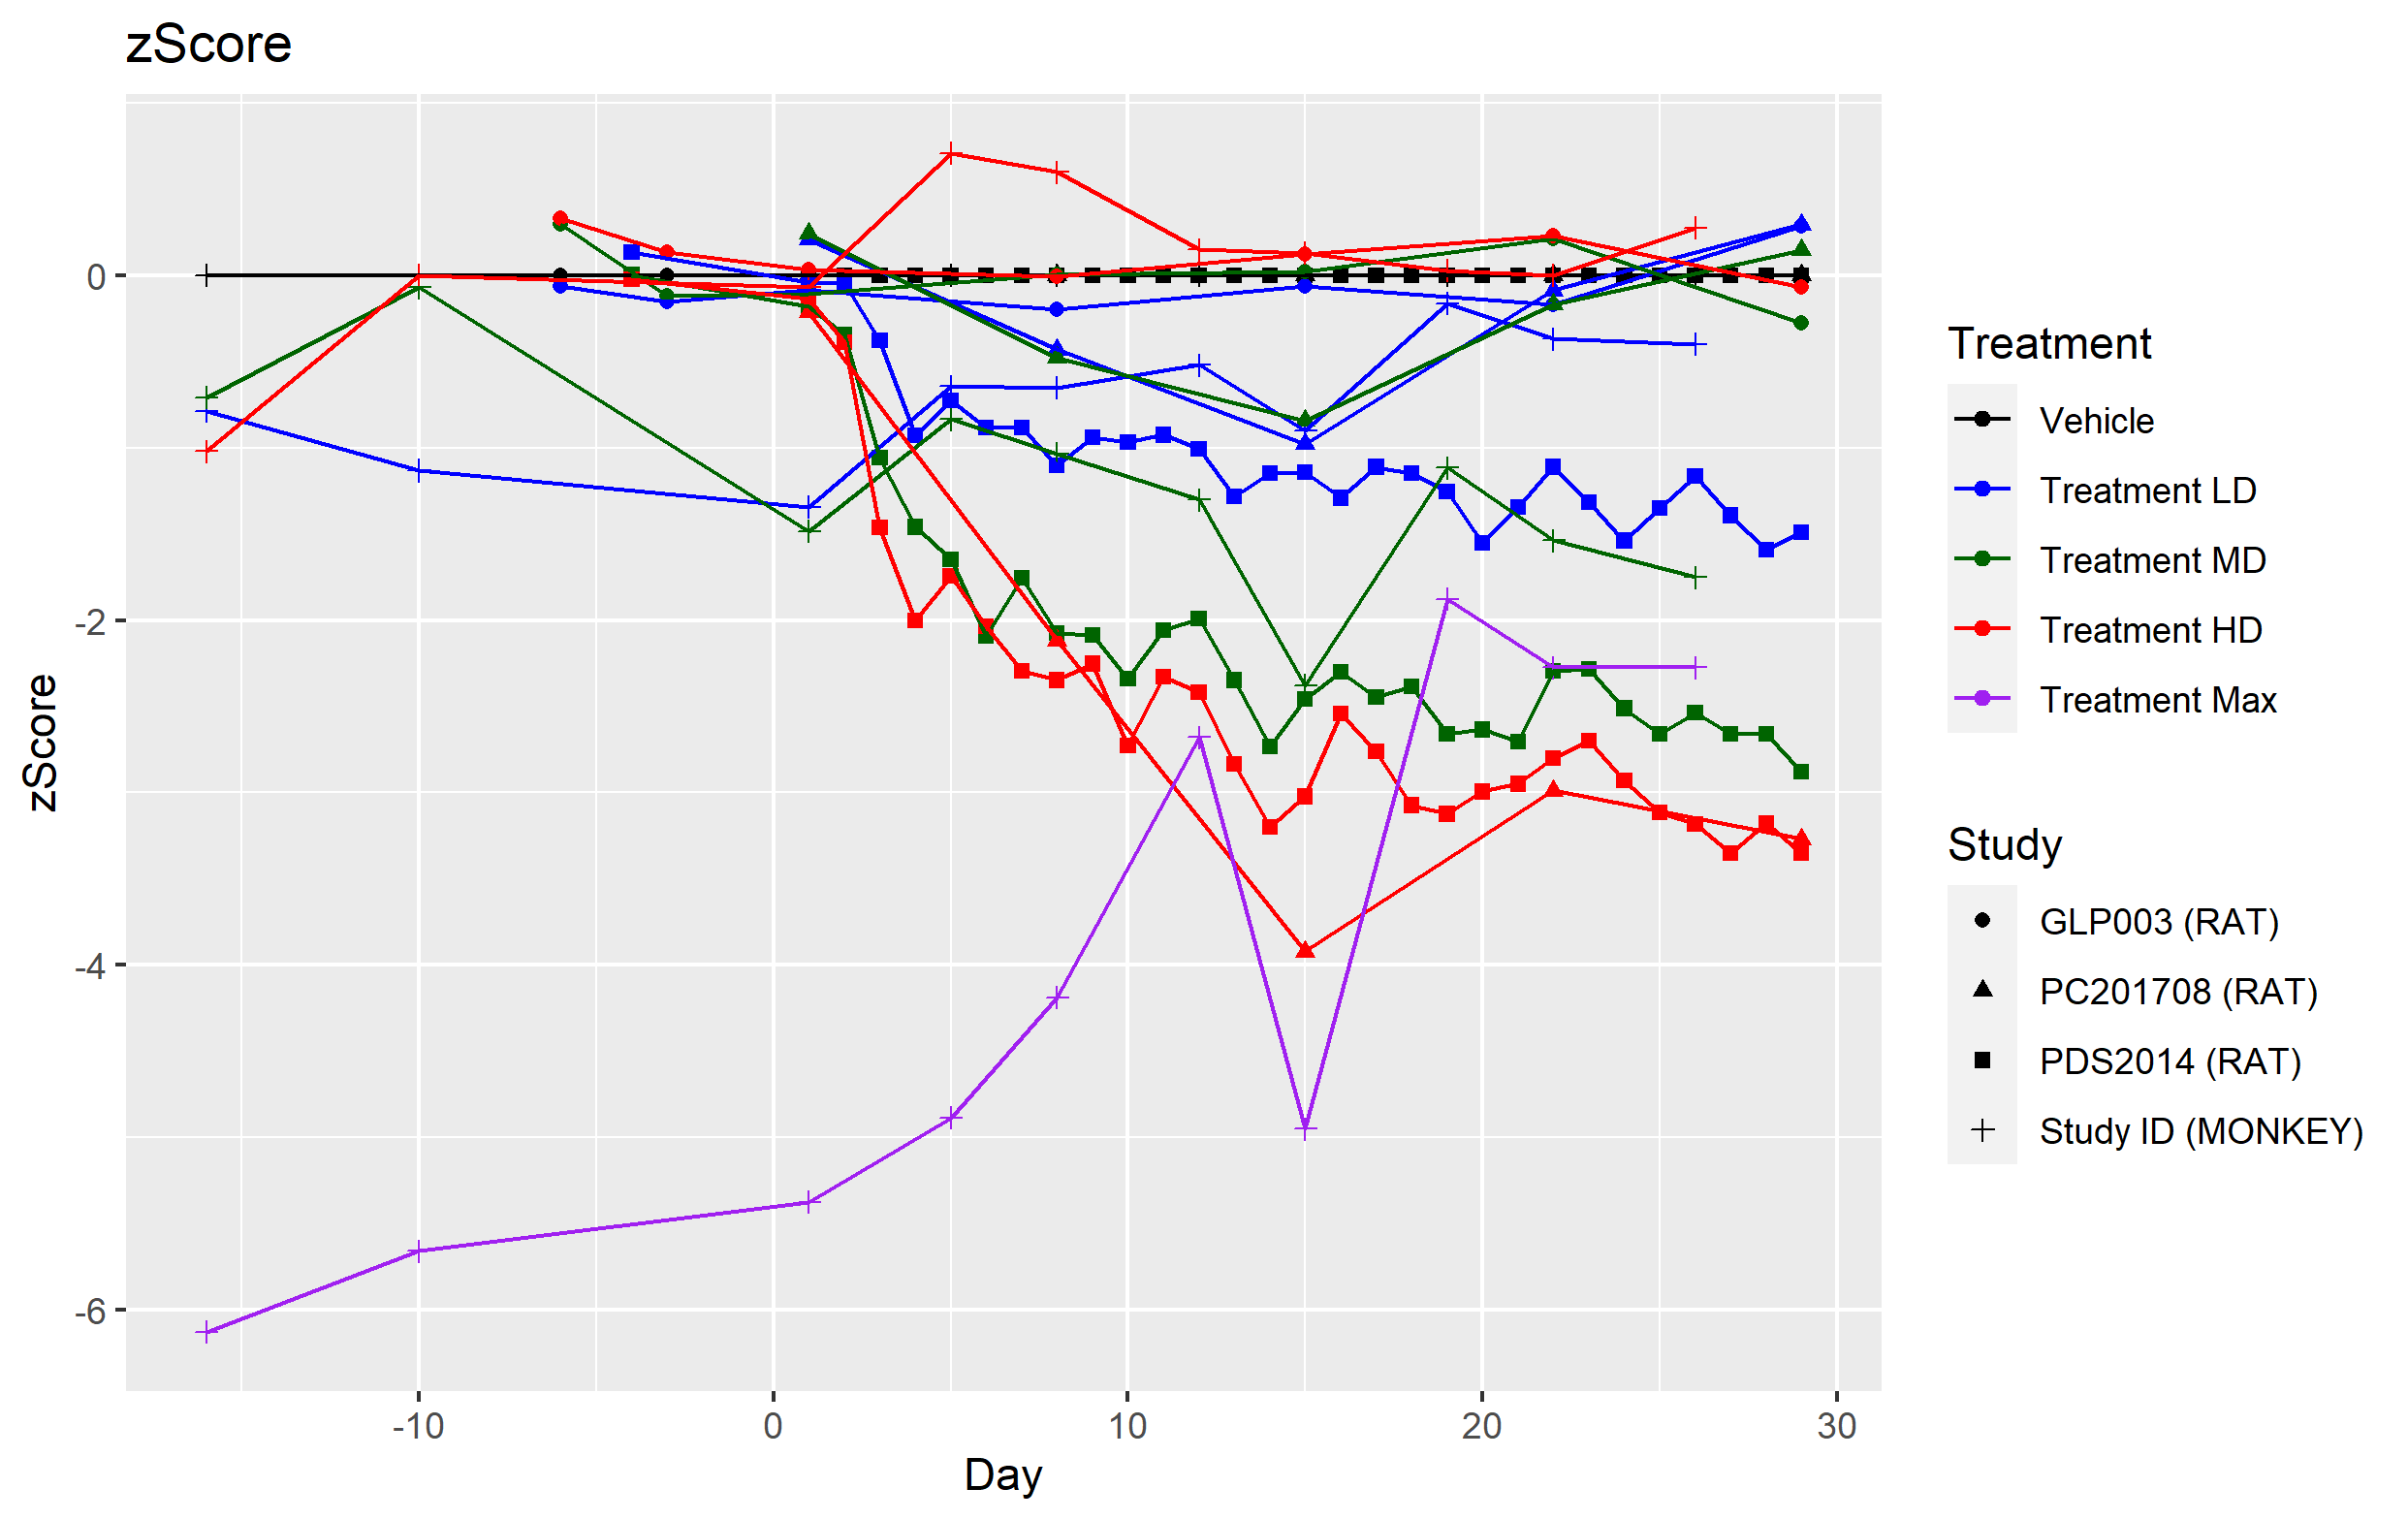 zScore
zScore
0
-2
-4
-6
-10
0
10
20
30
Day
Treatment
Vehicle
Treatment LD
Treatment MD
Treatment HD
Treatment Max
Study
GLP003 (RAT)
PC201708 (RAT)
PDS2014 (RAT)
Study ID (MONKEY)